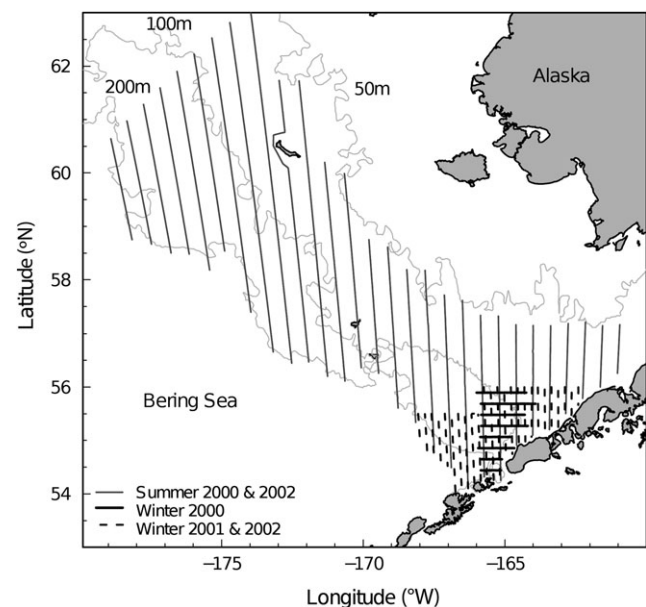 100m
62
200m
50m
Alaska
60
Latitude (°N)
58
56
Bering Sea
54
Summer 2000 & 2002
Winter 2000
Winter 2001 & 2002
−175
−170
−165
Longitude (°W)